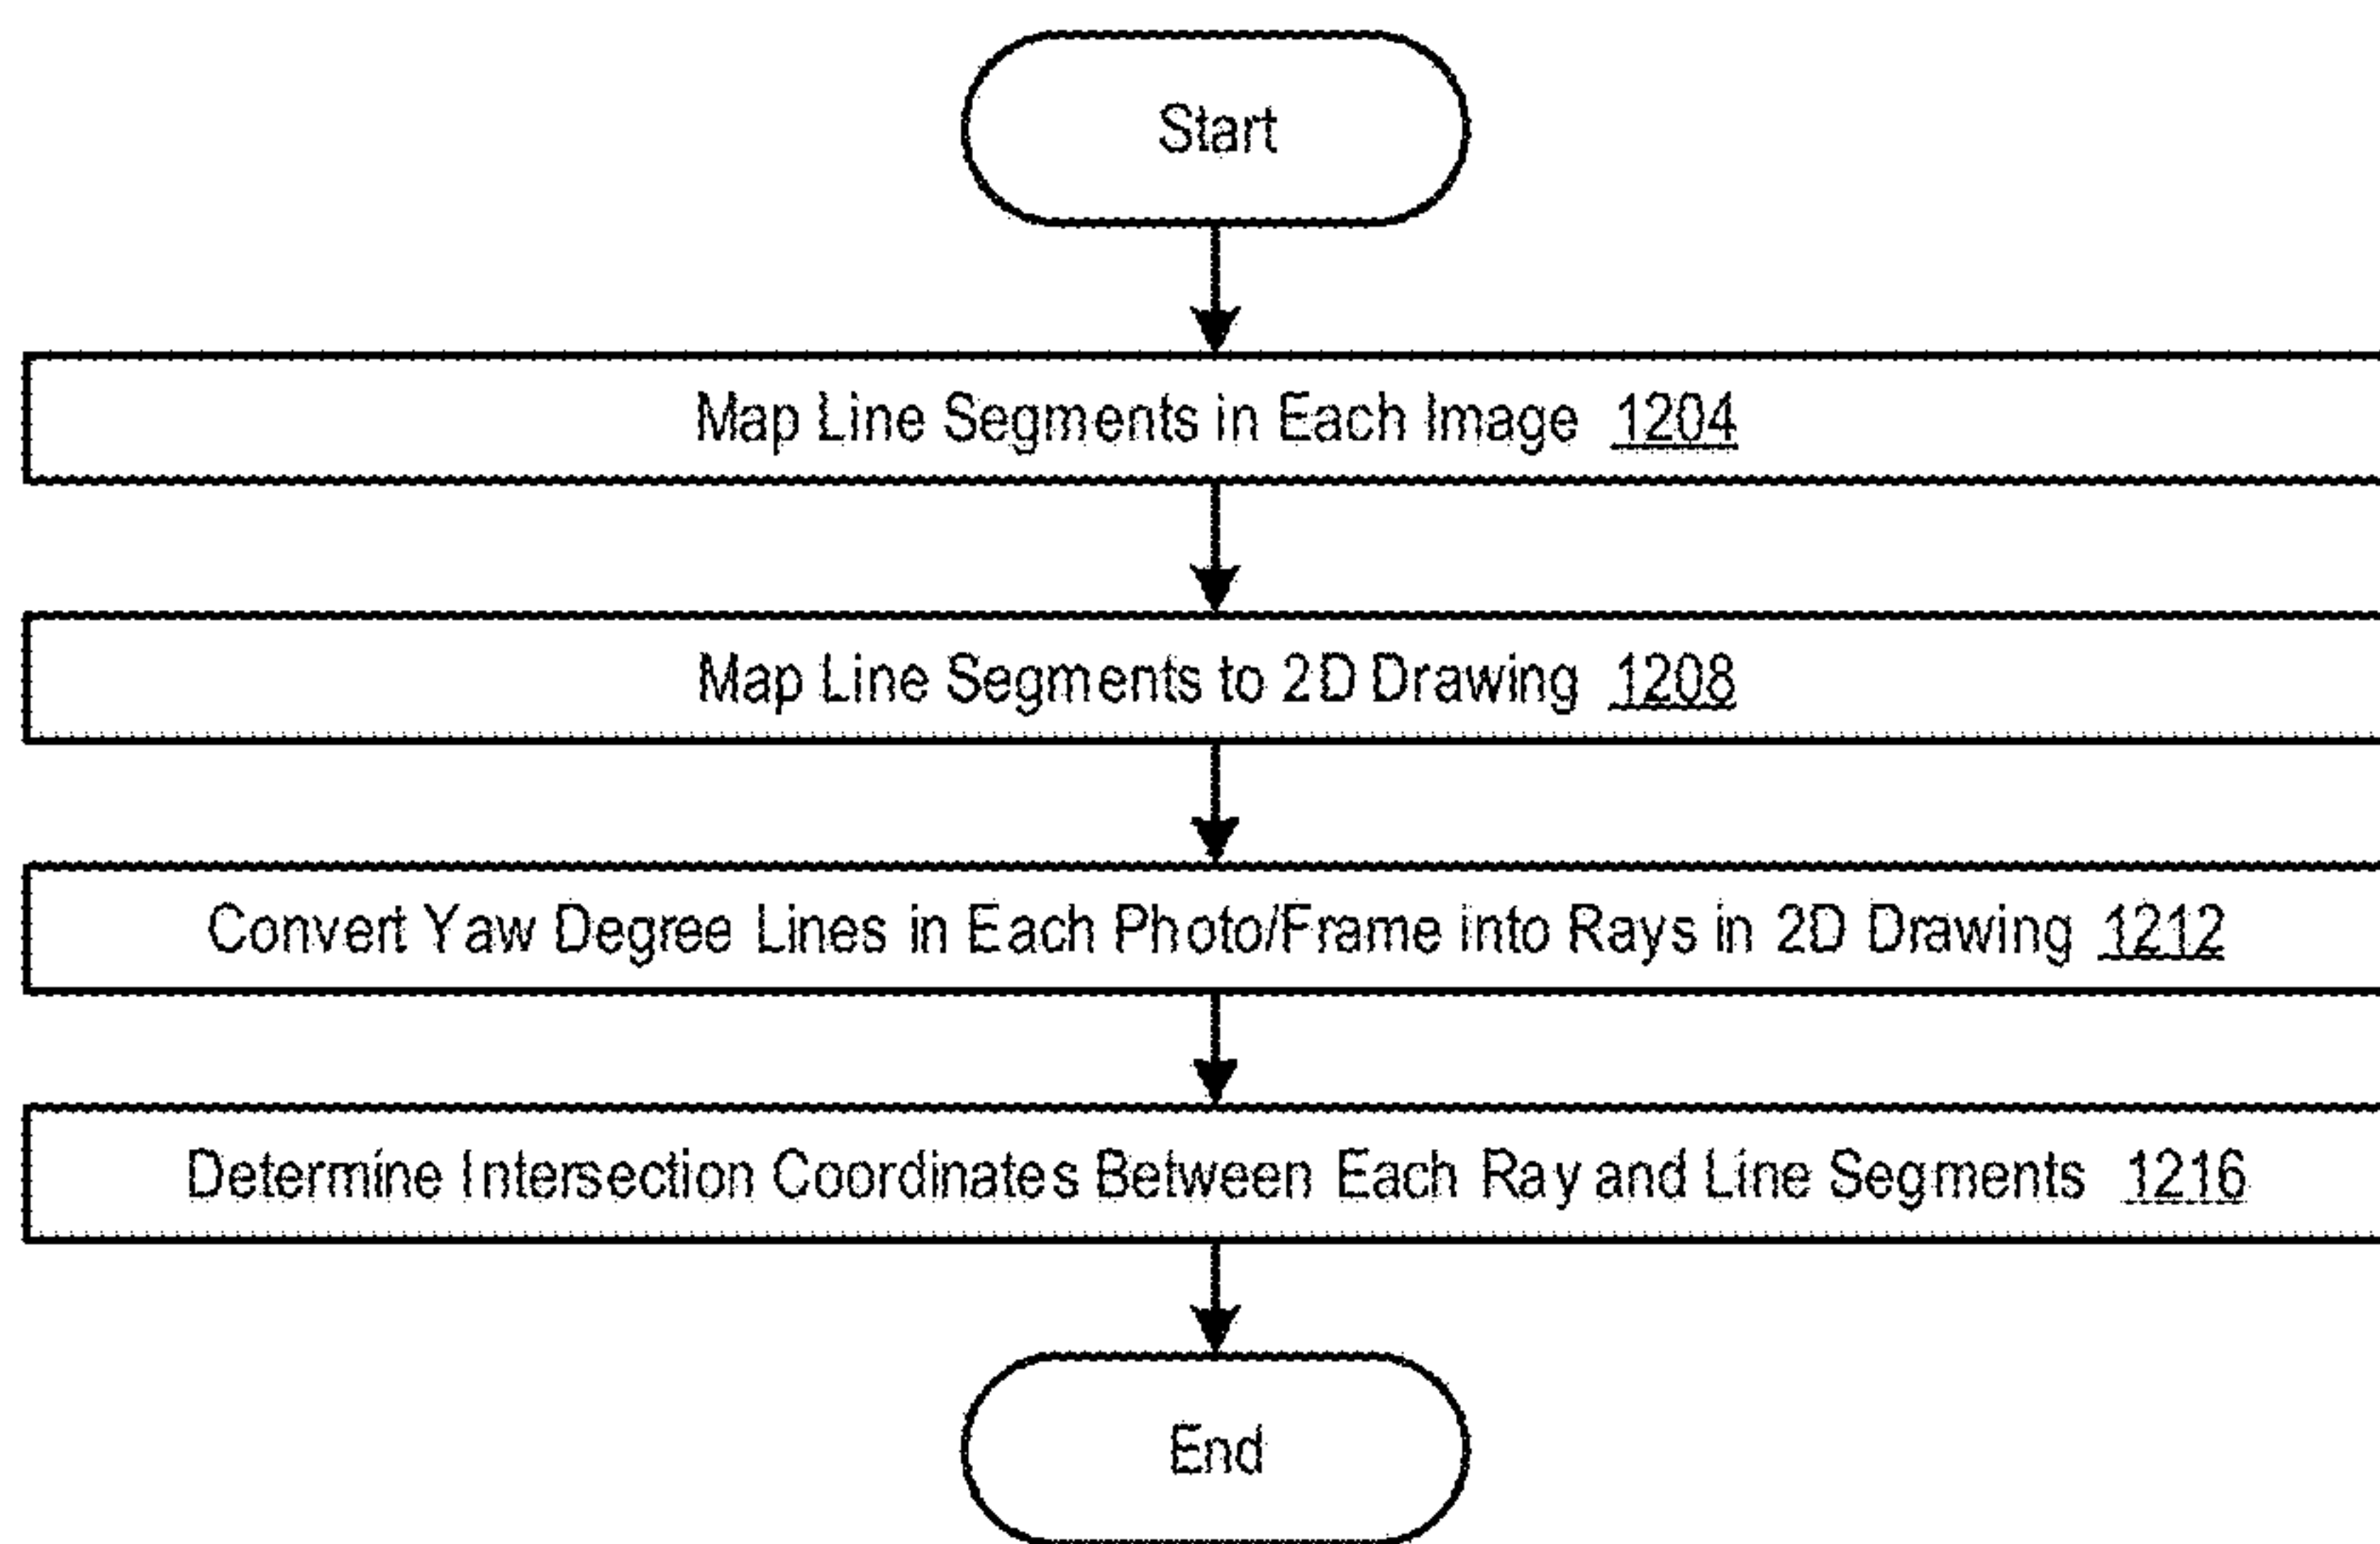 Start
Map Line Segments in Each Image 1204
Map Line Segments to 2D Drawing 1208
Convert Yaw Degree Lines in Each Photo/Frame into Rays in 2D Drawing 1212
Determine Intersection Coordinates Between Each Ray and Line Segments 1216
End